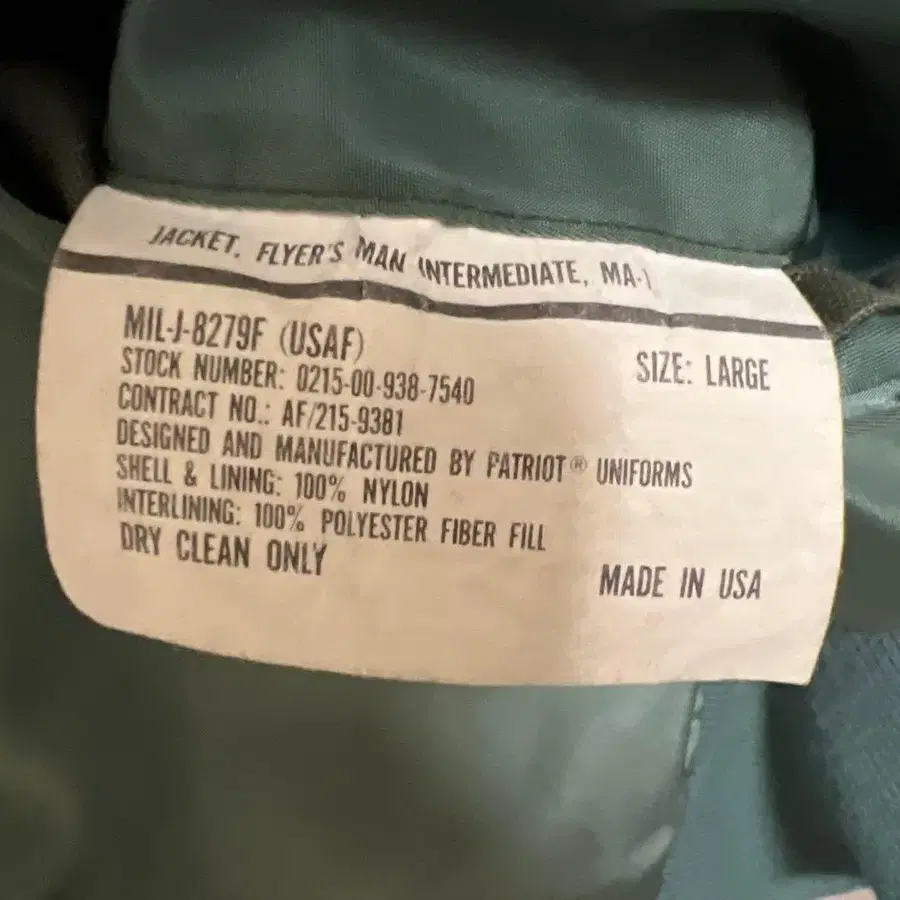 JACKET, FLYER'S MAN INTERMEDIATE, MA-1
MIL-J-8279F (USAF)
SIZE: LARGE
STOCK NUMBER: 0215-00-938-7540
CONTRACT NO.: AF/215-9381
DESIGNED AND MANUFACTURED BY PATRIOT® UNIFORMS
SHELL & LINING: 100% NYLON
INTERLINING: 100% POLYESTER FIBER FILL
DRY CLEAN ONLY
MADE IN USA